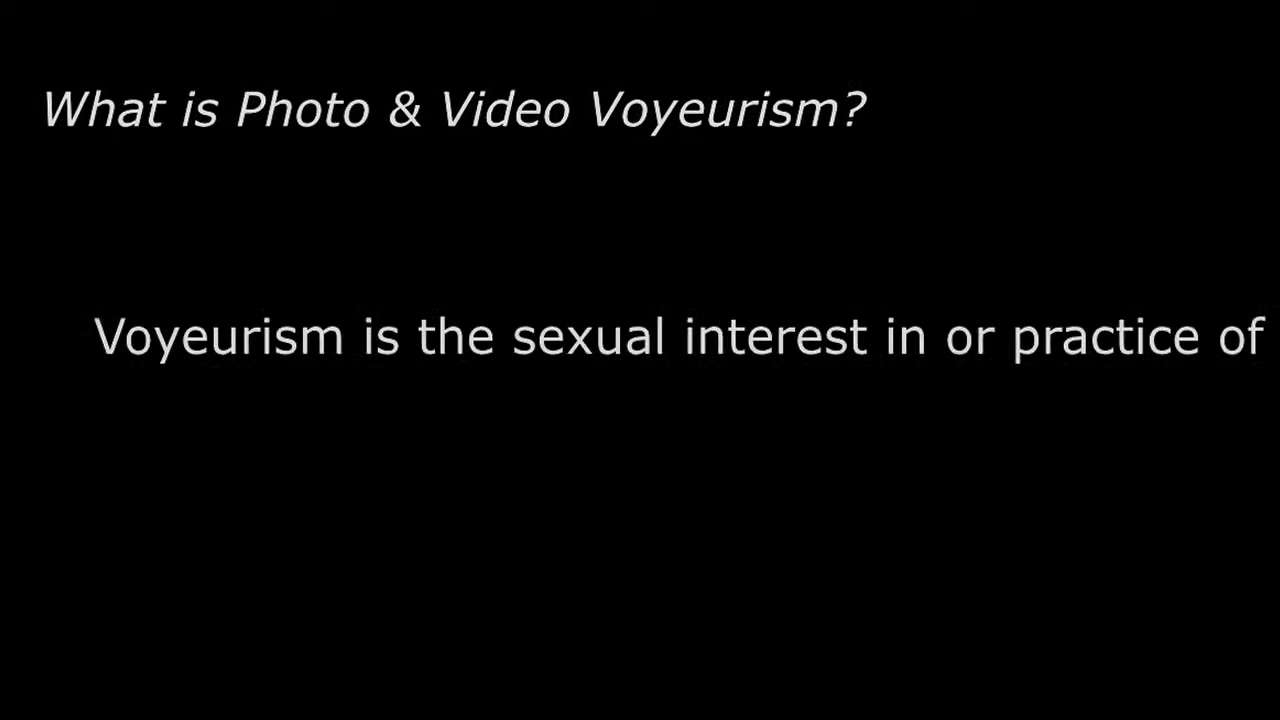 What is Photo & Video Voyeurism?
Voyeurism is the sexual interest in or practice of